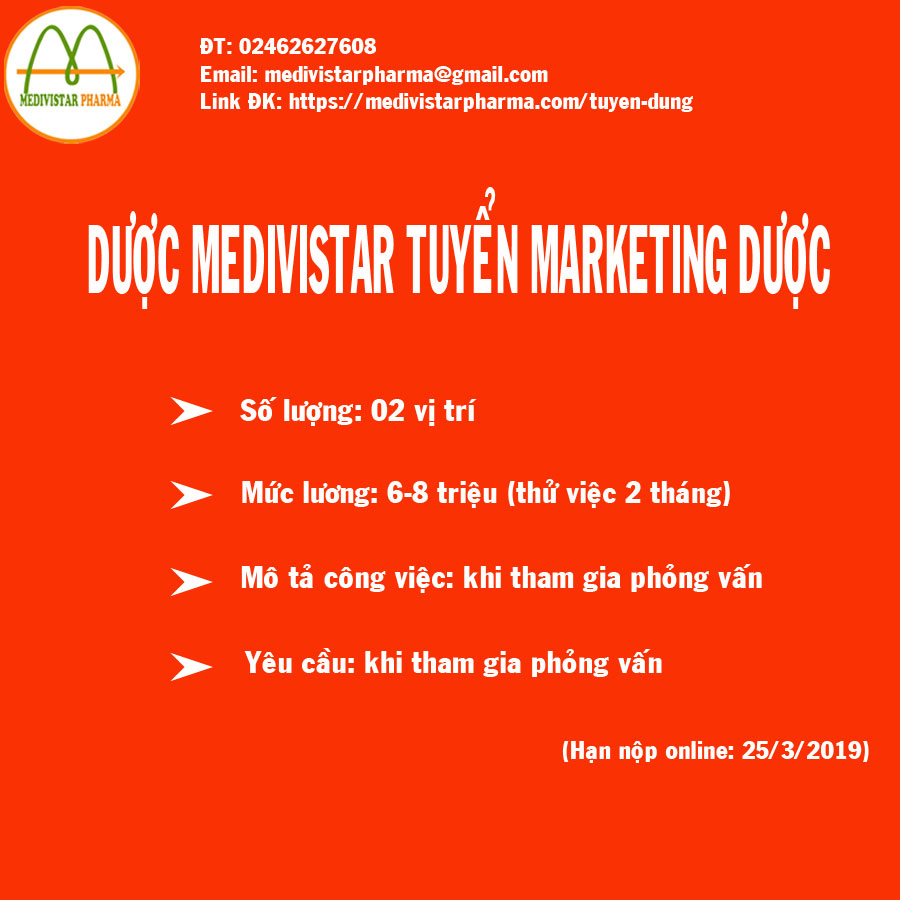 MEDIVISTAR PHARMA
ĐT: 02462627608
Email: medivistarpharma@gmail.com
Link ĐK: https://medivistarpharma.com/tuyen-dung
DƯỢC MEDIVISTAR TUYỂN MARKETING DƯỢC
Số lượng: 02 vị trí
Mức lương: 6-8 triệu (thử việc 2 tháng)
Mô tả công việc: khi tham gia phỏng vấn
Yêu cầu: khi tham gia phỏng vấn
(Hạn nộp online: 25/3/2019)